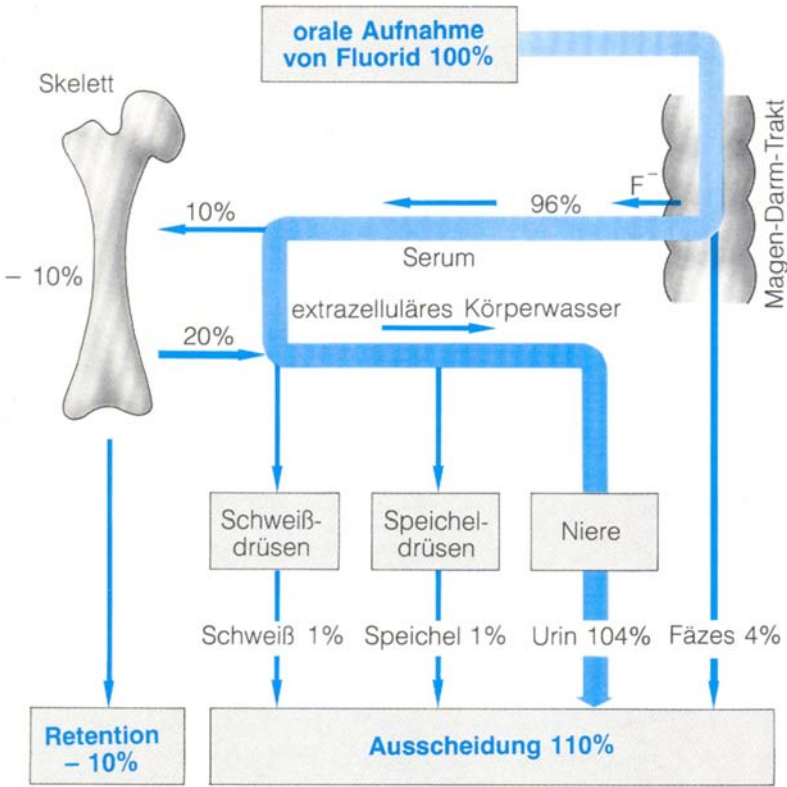 orale Aufnahme
von Fluorid 100%
Skelett
Magen-Darm-Trakt
F⁻
10%
96%
Serum
– 10%
extrazelluläres Körperwasser
20%
Schweiß-
drüsen
Speichel-
drüsen
Niere
Schweiß 1%
Speichel 1%
Urin 104%
Fäzes 4%
Retention
– 10%
Ausscheidung 110%